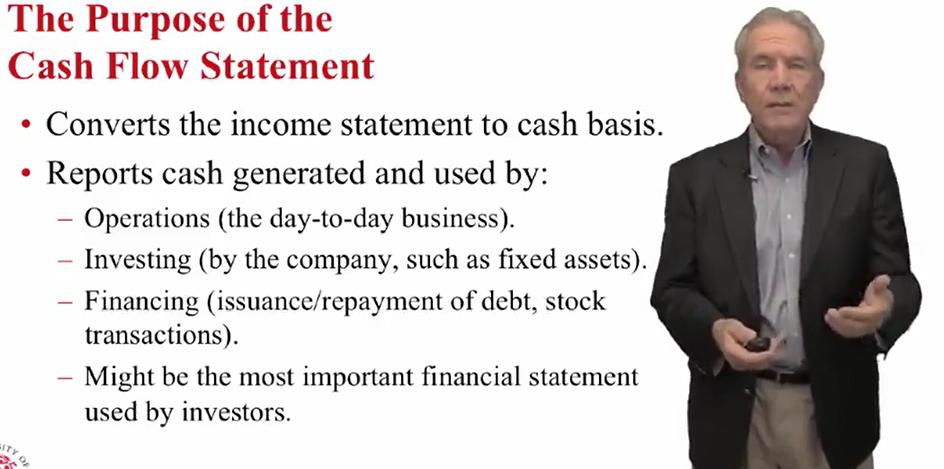 The Purpose of the
Cash Flow Statement
• Converts the income statement to cash basis.
• Reports cash generated and used by:
– Operations (the day-to-day business).
– Investing (by the company, such as fixed assets).
– Financing (issuance/repayment of debt, stock
transactions).
– Might be the most important financial statement
used by investors.